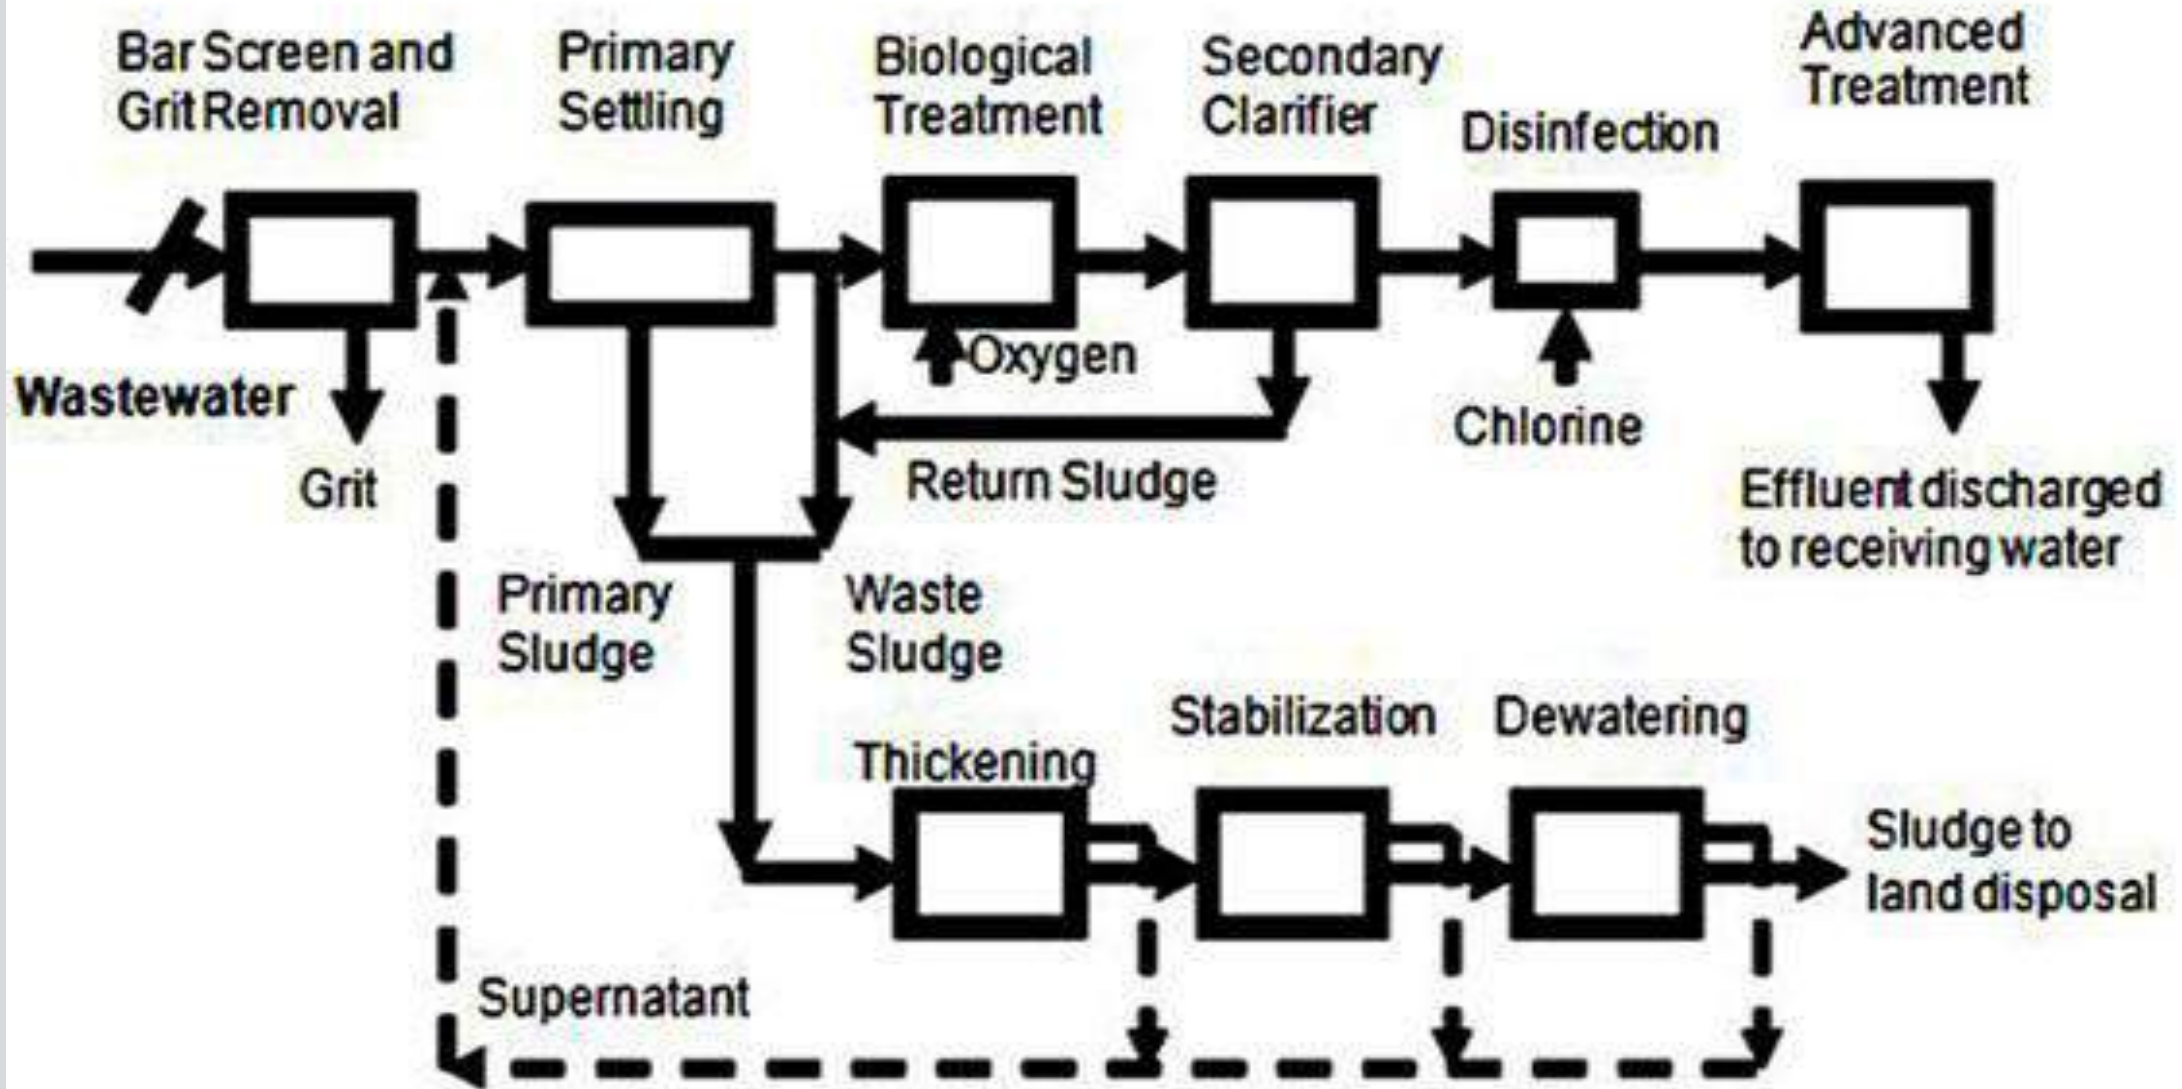 Bar Screen and
Grit Removal
Primary
Settling
Biological
Treatment
Secondary
Clarifier
Disinfection
Advanced
Treatment
Wastewater
Grit
Oxygen
Return Sludge
Chlorine
Effluent discharged
to receiving water
Primary
Sludge
Waste
Sludge
Thickening
Stabilization
Dewatering
Sludge to
land disposal
Supernatant